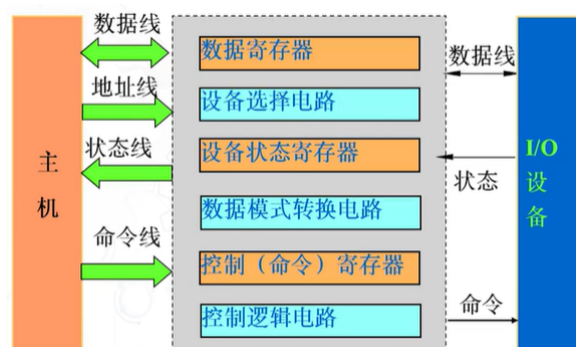 数据线
地址线
状态线
命令线
主
机
数据寄存器
设备选择电路
设备状态寄存器
数据模式转换电路
控制（命令）寄存器
控制逻辑电路
数据线
状态
命令
I/O
设
备